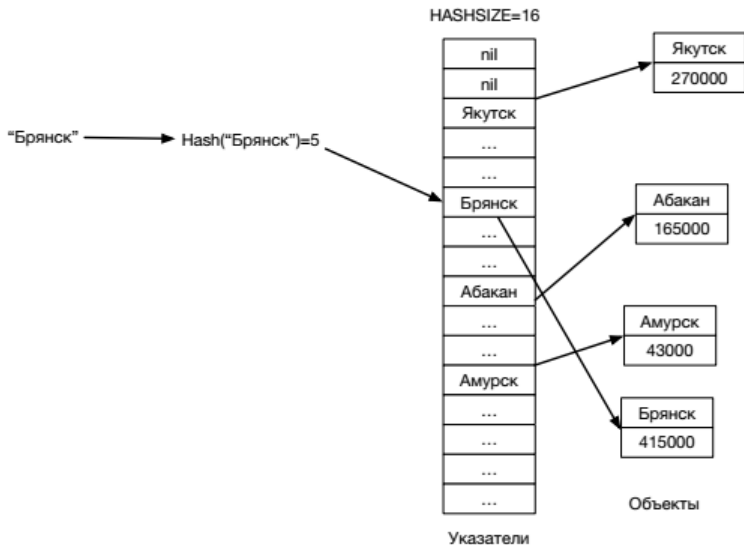 HASHSIZE=16
nil
nil
Якутск
...
...
Брянск
...
...
Абакан
...
...
Амурск
...
...
...
...
Указатели
“Брянск”
Hash(“Брянск”)=5
Якутск
270000
Абакан
165000
Амурск
43000
Брянск
415000
Объекты